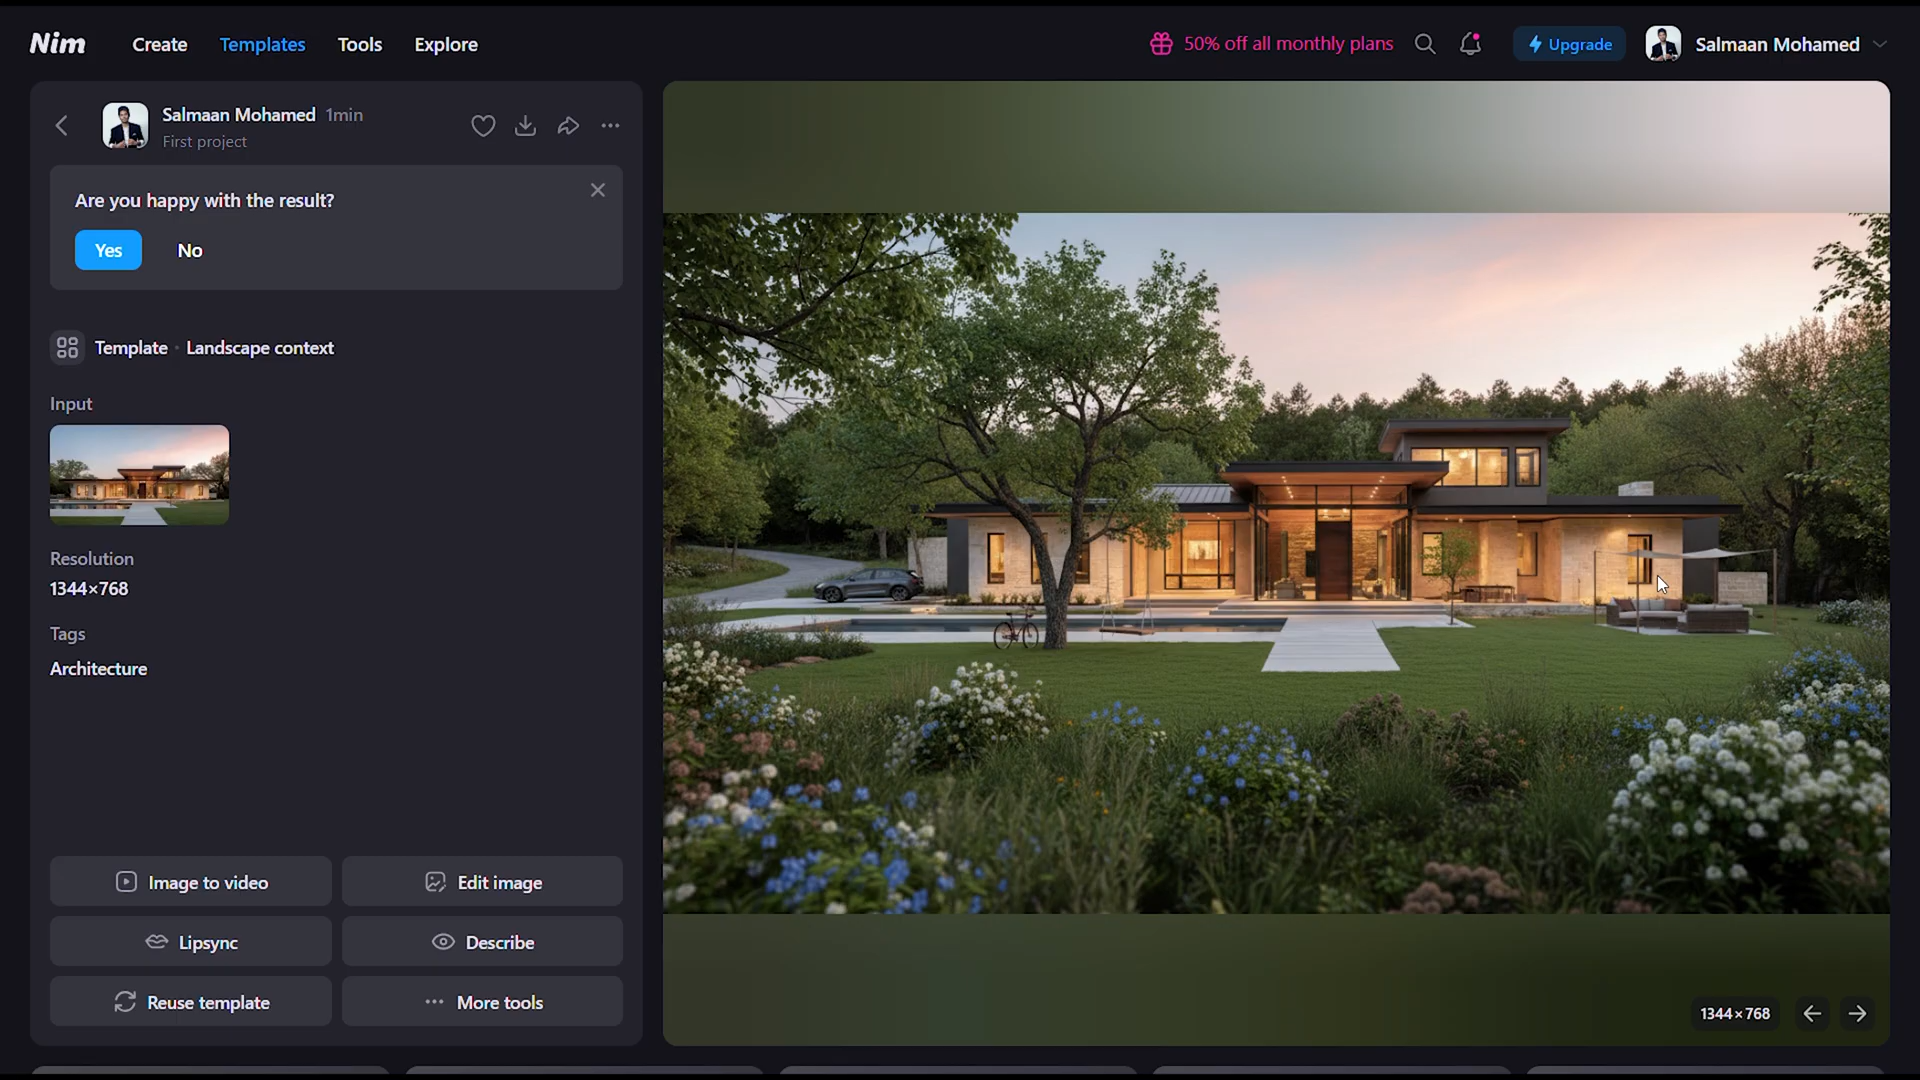 Nim
Create
Templates
Tools
Explore
50% off all monthly plans
Upgrade
Salmaan Mohamed
Salmaan Mohamed 1min
First project
Are you happy with the result?
Yes
No
Template · Landscape context
Input
Resolution
1344×768
Tags
Architecture
Image to video
Edit image
Lipsync
Describe
Reuse template
More tools
1344×768